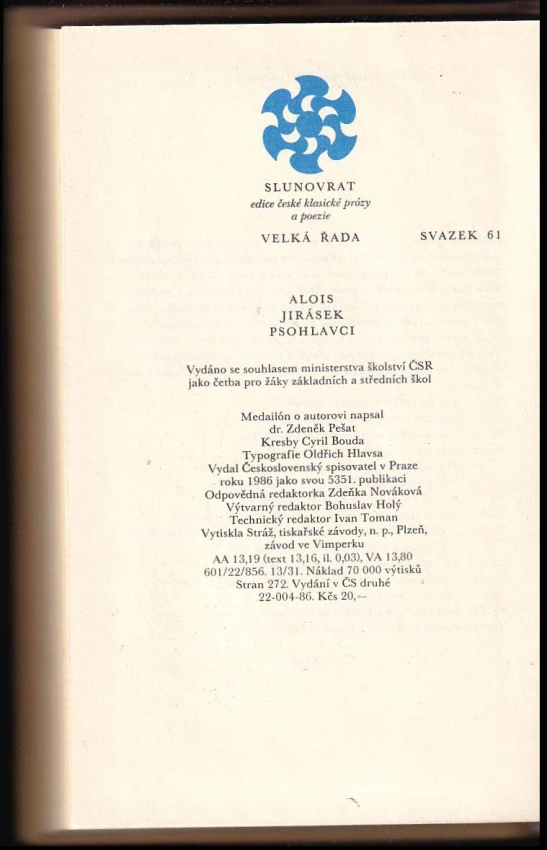 SLUNOVRAT
edice české klasické prózy
a poezie
VELKÁ ŘADA SVAZEK 61
ALOIS
JIRÁSEK
PSOHLAVCI
Vydáno se souhlasem ministerstva školství ČSR
jako četba pro žáky základních a středních škol
Medailón o autorovi napsal
dr. Zdeněk Pešat
Kresby Cyril Bouda
Typografie Oldřich Hlavsa
Vydal Československý spisovatel v Praze
roku 1986 jako svou 5351. publikaci
Odpovědná redaktorka Zdeňka Nováková
Výtvarný redaktor Bohuslav Holý
Technický redaktor Ivan Toman
Vytiskla Stráž, tiskařské závody, n. p., Plzeň,
závod ve Vimperku
AA 13,19 (text 13,16, il. 0,03), VA 13,80
601/22/856. 13/31. Náklad 70 000 výtisků
Stran 272. Vydání v ČS druhé
22-004-86. Kčs 20,—